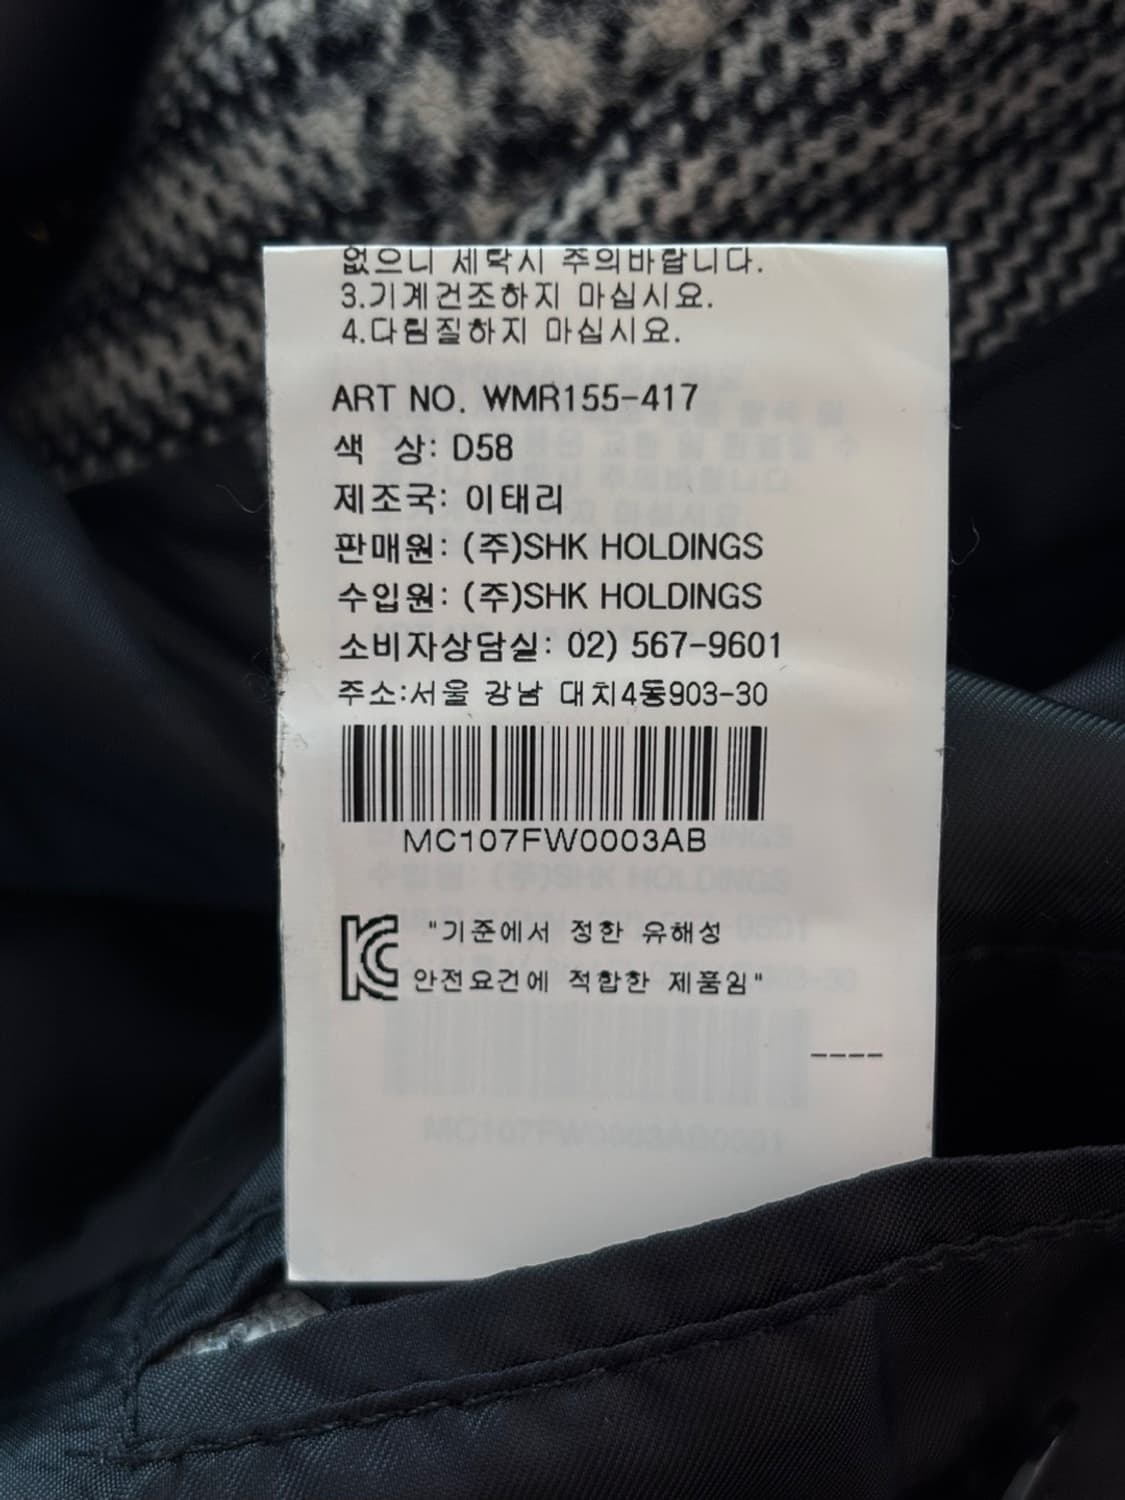 없으니 세탁시 주의바랍니다.
3.기계건조하지 마십시요.
4.다림질하지 마십시요.
ART NO. WMR155-417
색 상: D58
제조국: 이태리
판매원: (주)SHK HOLDINGS
수입원: (주)SHK HOLDINGS
소비자상담실: 02) 567-9601
주소:서울 강남 대치4동903-30
MC107FW0003AB
KC "기준에서 정한 유해성
안전요건에 적합한 제품임"
----